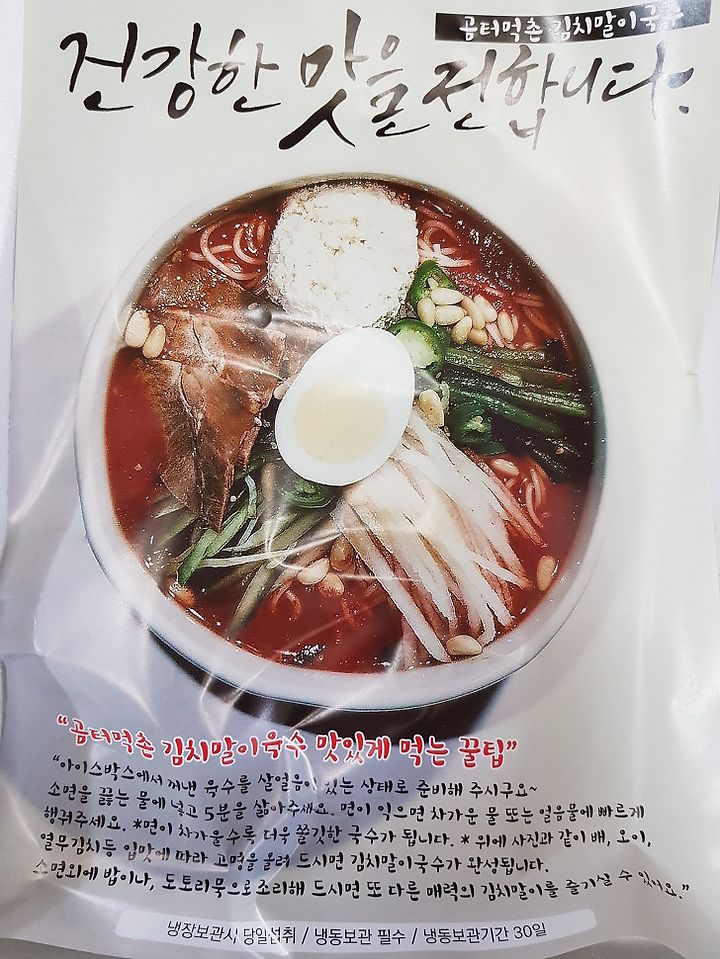 곰터먹촌 김치말이국수
건강한 맛을 전합니다.
“곰터먹촌 김치말이육수 맛있게 먹는 꿀팁”
“아이스박스에서 꺼낸 육수를 살얼음이 있는 상태로 준비해 주시구요~
소면을 끓는 물에 넣고 5분을 삶아주세요. 면이 익으면 차가운 물 또는 얼음물에 빠르게
헹궈주세요. *면이 차가울수록 더욱 쫄깃한 국수가 됩니다. * 위에 사진과 같이 배, 오이,
열무김치등 입맛에 따라 고명을 올려 드시면 김치말이국수가 완성됩니다.
소면외에 밥이나, 도토리묵으로조리해 드시면 또 다른 매력의 김치말이를 즐기실 수 있어요.”
냉장보관시 당일섭취 / 냉동보관 필수 / 냉동보관기간 30일